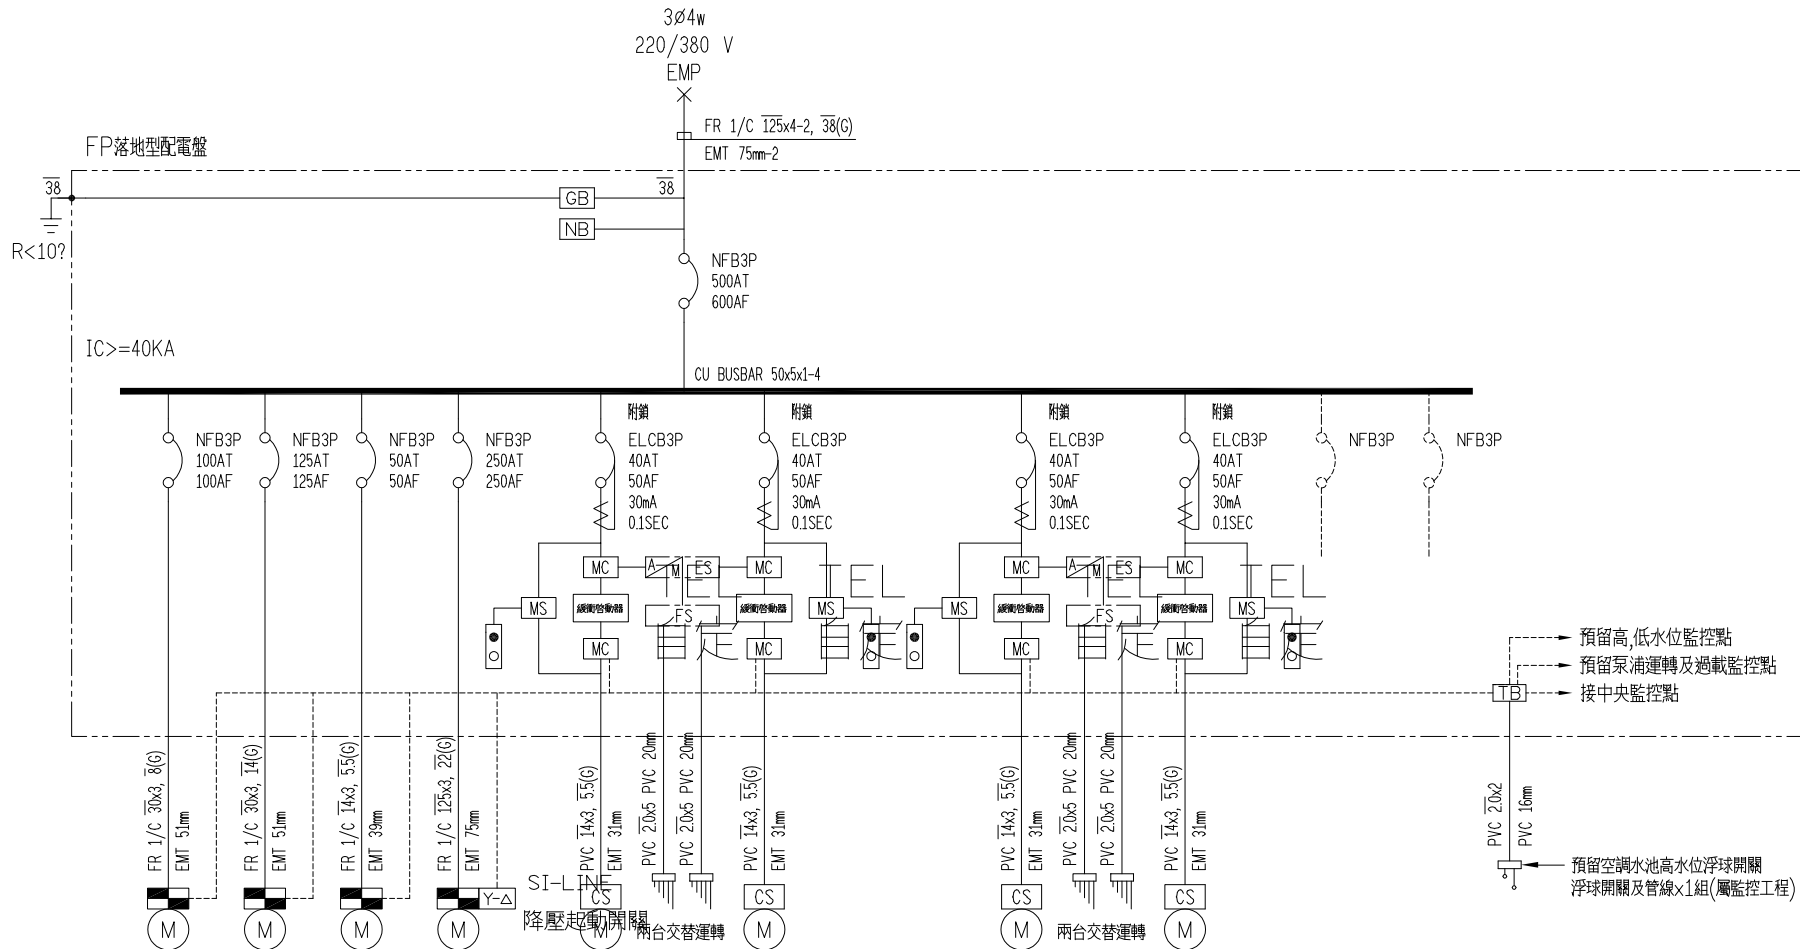 3Ø4w
220/380 V
EMP
FR 1/C 125x4-2, 38(G)
EMT 75mm-2
FP落地型配電盤
38
38
GB
NB
R<10?
NFB3P
500AT
600AF
IC>=40KA
CU BUSBAR 50x5x1-4
NFB3P
100AT
100AF
NFB3P
125AT
125AF
NFB3P
50AT
50AF
NFB3P
250AT
250AF
附鎖
ELCB3P
40AT
50AF
30mA
0.1SEC
附鎖
ELCB3P
40AT
50AF
30mA
0.1SEC
附鎖
ELCB3P
40AT
50AF
30mA
0.1SEC
附鎖
ELCB3P
40AT
50AF
30mA
0.1SEC
NFB3P
NFB3P
MC
A
M
ES
MC
TEL
TEL
MS
緩衝啓動器
FS
緩衝啓動器
MS
MC
MC
MC
A
M
ES
MC
TEL
TEL
MS
緩衝啓動器
FS
緩衝啓動器
MS
MC
MC
預留高,低水位監控點
預留泵浦運轉及過載監控點
TB
接中央監控點
FR 1/C 30x3, 8(G)
EMT 51mm
FR 1/C 30x3, 14(G)
EMT 51mm
FR 1/C 14x3, 5.5(G)
EMT 39mm
FR 1/C 125x3, 22(G)
EMT 75mm
PVC 14x3, 5.5(G)
EMT 31mm
PVC 2.0x5 PVC 20mm
PVC 2.0x5 PVC 20mm
PVC 14x3, 5.5(G)
EMT 31mm
PVC 14x3, 5.5(G)
EMT 31mm
PVC 2.0x5 PVC 20mm
PVC 2.0x5 PVC 20mm
PVC 14x3, 5.5(G)
EMT 31mm
PVC 2.0x2
PVC 16mm
預留空調水池高水位浮球開關
浮球開關及管線x1組(屬監控工程)
Y-△
SI-LINE
降壓起動開關
CS
CS
CS
CS
M
M
M
M
M
兩台交替運轉
M
M
兩台交替運轉
M